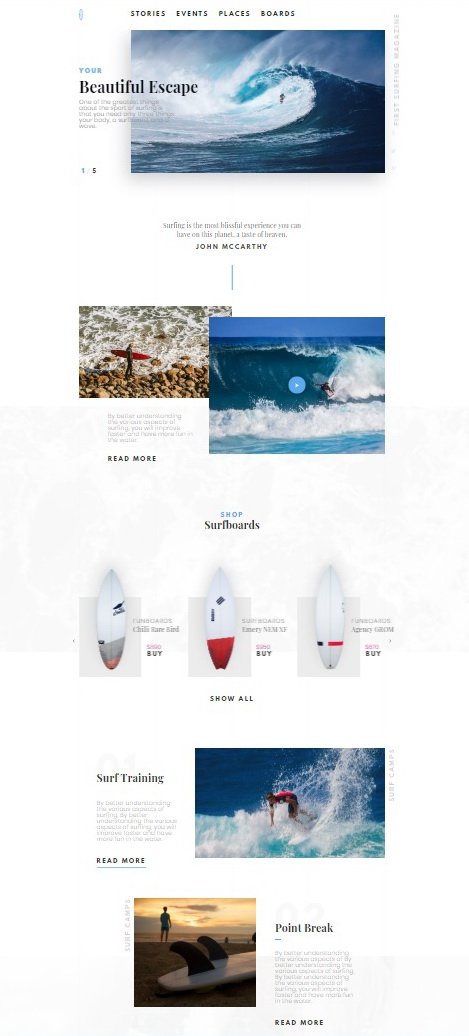 STORIES EVENTS PLACES BOARDS
FIRST SURFING MAGAZINE
YOUR
Beautiful Escape
One of the greatest things
about the sport of surfing is
that you need only three things:
your body, a surfboard, and a
wave.
1 5
Surfing is the most blissful experience you can
have on this planet, a taste of heaven.
JOHN MCCARTHY
By better understanding
the various aspects of
surfing, you will improve
faster and have more fun in
the water.
READ MORE
SHOP
Surfboards
FUNBOARDS
Chilli Rare Bird
$890
BUY
SURFBOARDS
Emery NEM XF
$950
BUY
FUNBOARDS
Agency GROM
$670
BUY
SHOW ALL
01
Surf Training
By better understanding
the various aspects of
surfing. By better
understanding the various
aspects of surfing, you will
improve faster and have
more fun in the water.
READ MORE
SURF CAMPS
SURF CAMPS
02
Point Break
By better understanding
the various aspects of By
better understanding the
various aspects of surfing.
aspects of surfing, you will
improve
faster and have more fun in
the water.
READ MORE